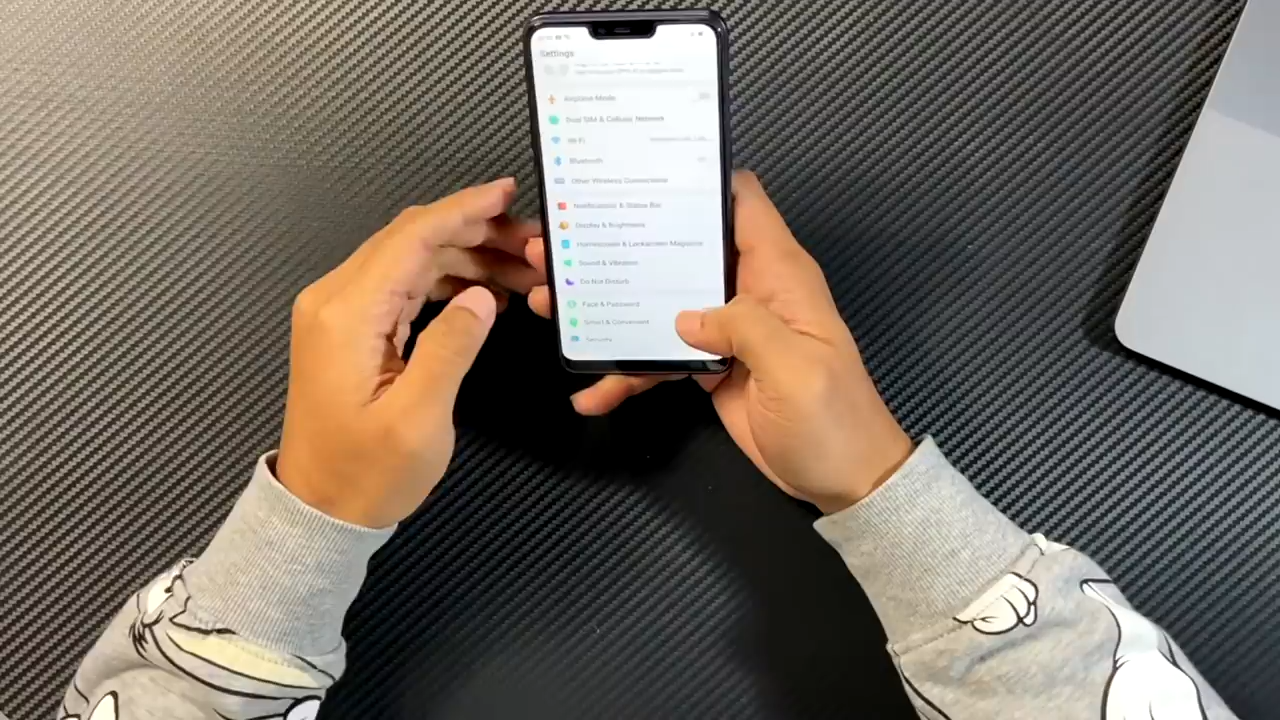 Settings
Airplane Mode
Dual SIM & Cellular Network
Wi-Fi
Bluetooth
Other Wireless Connections
Notifications & Status Bar
Display & Brightness
Homescreen & Lockscreen Magazine
Sound & Vibration
Do Not Disturb
Face & Password
Smart & Convenient
Security